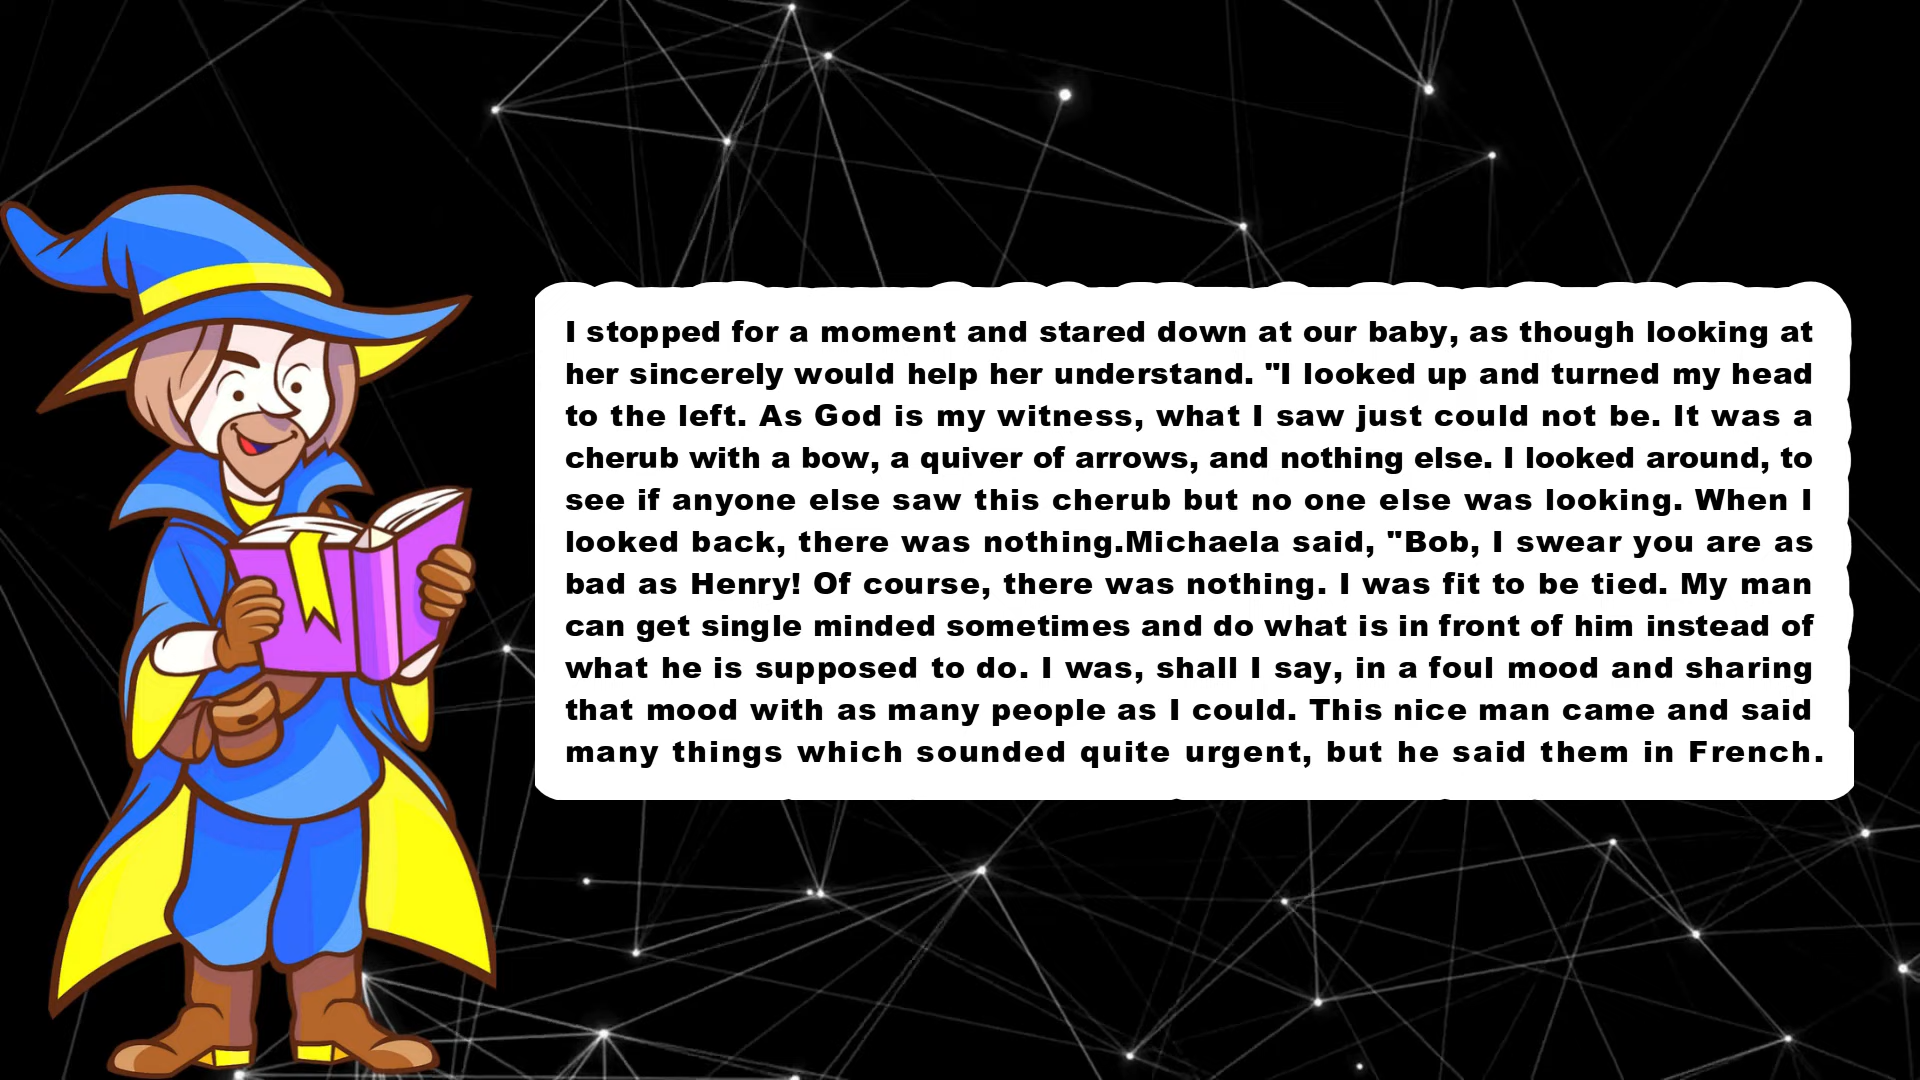 I stopped for a moment and stared down at our baby, as though looking at
her sincerely would help her understand. "I looked up and turned my head
to the left. As God is my witness, what I saw just could not be. It was a
cherub with a bow, a quiver of arrows, and nothing else. I looked around, to
see if anyone else saw this cherub but no one else was looking. When I
looked back, there was nothing.Michaela said, "Bob, I swear you are as
bad as Henry! Of course, there was nothing. I was fit to be tied. My man
can get single minded sometimes and do what is in front of him instead of
what he is supposed to do. I was, shall I say, in a foul mood and sharing
that mood with as many people as I could. This nice man came and said
many things which sounded quite urgent, but he said them in French.